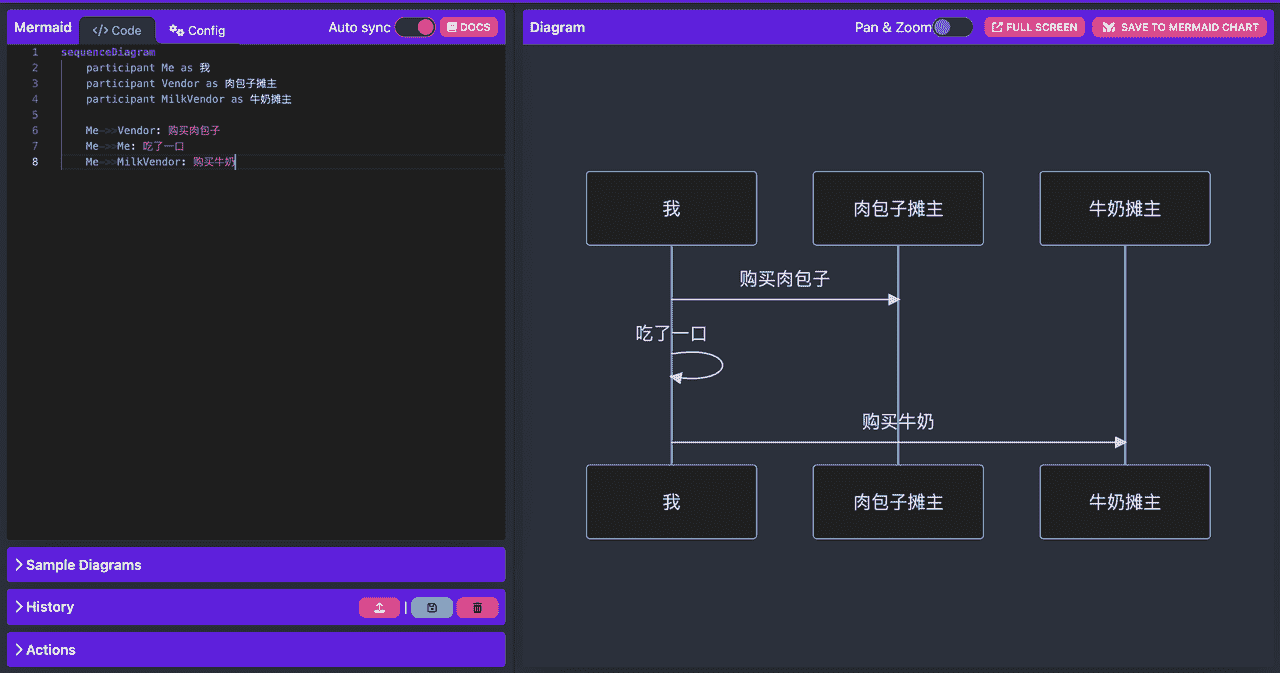 Mermaid
Code
Config
Auto sync
DOCS
1 sequenceDiagram
2 participant Me as 我
3 participant Vendor as 肉包子摊主
4 participant MilkVendor as 牛奶摊主
5
6 Me->>Vendor: 购买肉包子
7 Me->>Me: 吃了一口
8 Me->>MilkVendor: 购买牛奶
Sample Diagrams
History
Actions
Diagram
Pan & Zoom
FULL SCREEN
SAVE TO MERMAID CHART
我 肉包子摊主 牛奶摊主
购买肉包子
吃了一口
购买牛奶
我 肉包子摊主 牛奶摊主